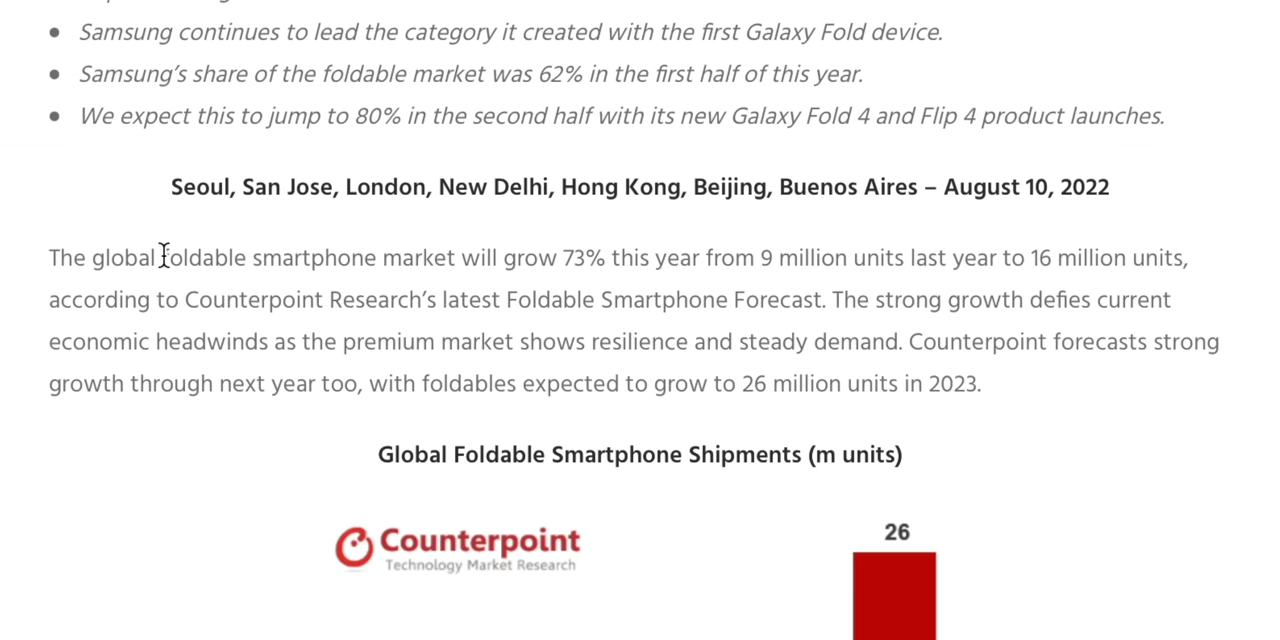 Samsung continues to lead the category it created with the first Galaxy Fold device.
Samsung's share of the foldable market was 62% in the first half of this year.
We expect this to jump to 80% in the second half with its new Galaxy Fold 4 and Flip 4 product launches.
Seoul, San Jose, London, New Delhi, Hong Kong, Beijing, Buenos Aires – August 10, 2022
The global foldable smartphone market will grow 73% this year from 9 million units last year to 16 million units,
according to Counterpoint Research's latest Foldable Smartphone Forecast. The strong growth defies current
economic headwinds as the premium market shows resilience and steady demand. Counterpoint forecasts strong
growth through next year too, with foldables expected to grow to 26 million units in 2023.
Global Foldable Smartphone Shipments (m units)
Counterpoint
Technology Market Research
26